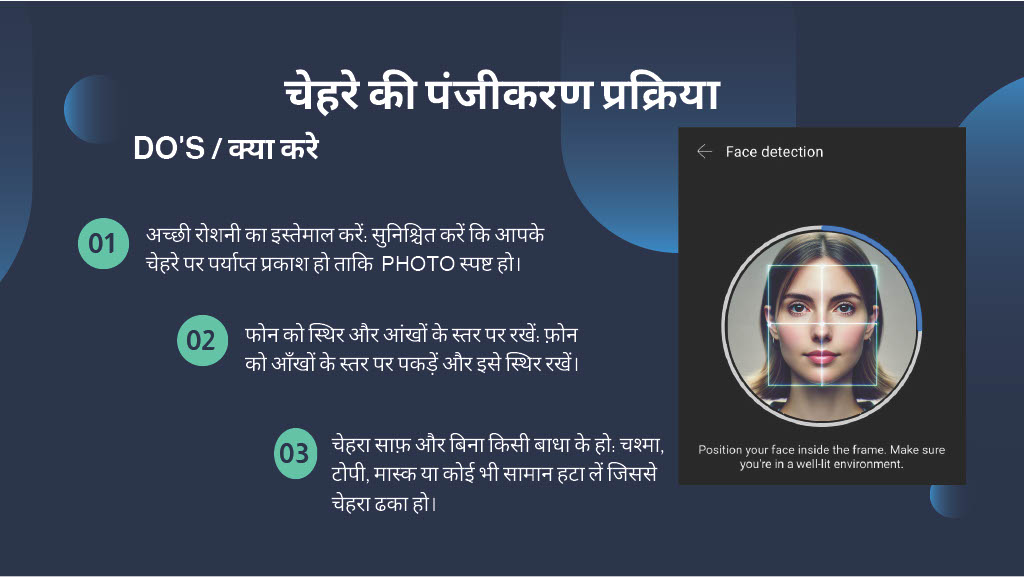 चेहरे की पंजीकरण प्रक्रिया
DO'S / क्या करे
01
अच्छी रोशनी का इस्तेमाल करें: सुनिश्चित करें कि आपके
चेहरे पर पर्याप्त प्रकाश हो ताकि PHOTO स्पष्ट हो।
02
फोन को स्थिर और आंखों के स्तर पर रखें: फ़ोन
को आँखों के स्तर पर पकड़ें और इसे स्थिर रखें।
03
चेहरा साफ़ और बिना किसी बाधा के हो: चश्मा,
टोपी, मास्क या कोई भी सामान हटा लें जिससे
चेहरा ढका हो।
Face detection
Position your face inside the frame. Make sure
you're in a well-lit environment.